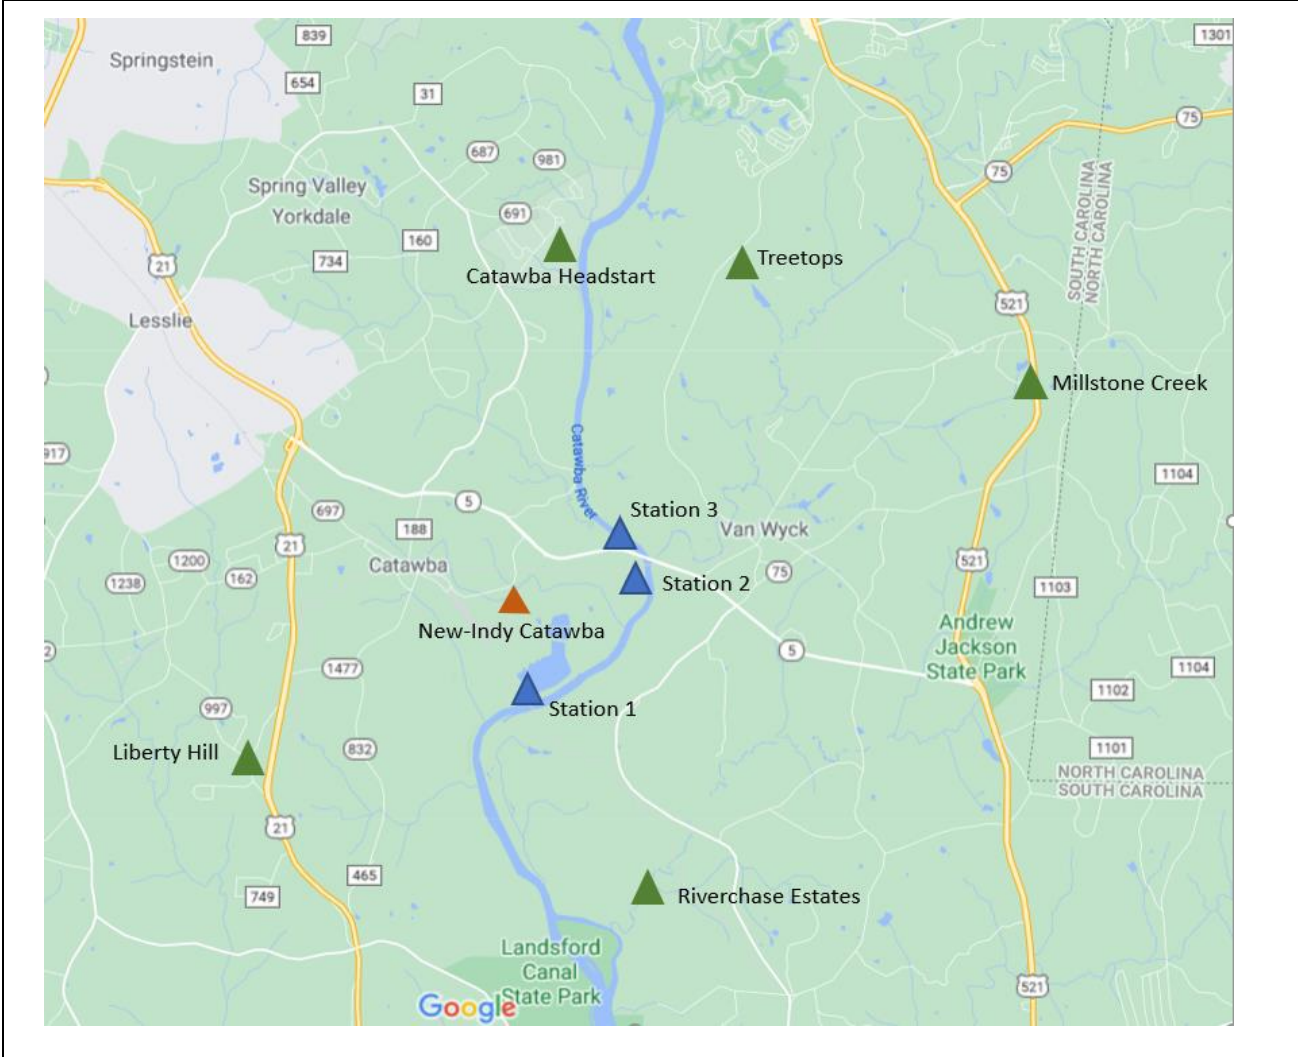 839
1301
Springstein
654
31
75
687
981
75
Spring Valley
Yorkdale
691
160
734
21
SOUTH CAROLINA
NORTH CAROLINA
Treetops
Catawba Headstart
521
Lesslie
Millstone Creek
917
Catawba River
1104
5
697
Station 3
188
Van Wyck
21
1200
Catawba
521
1238
162
Station 2
75
1103
New-Indy Catawba
Andrew
Jackson
State Park
2
5
1477
1104
1102
997
Station 1
832
1101
Liberty Hill
NORTH CAROLINA
SOUTH CAROLINA
21
465
749
Riverchase Estates
Landsford
Canal
State Park
521
Google